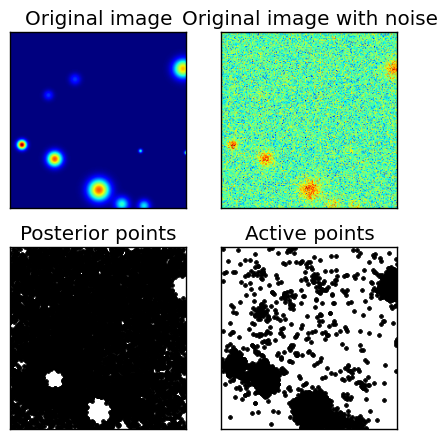 Original image
Original image with noise
Posterior points
Active points